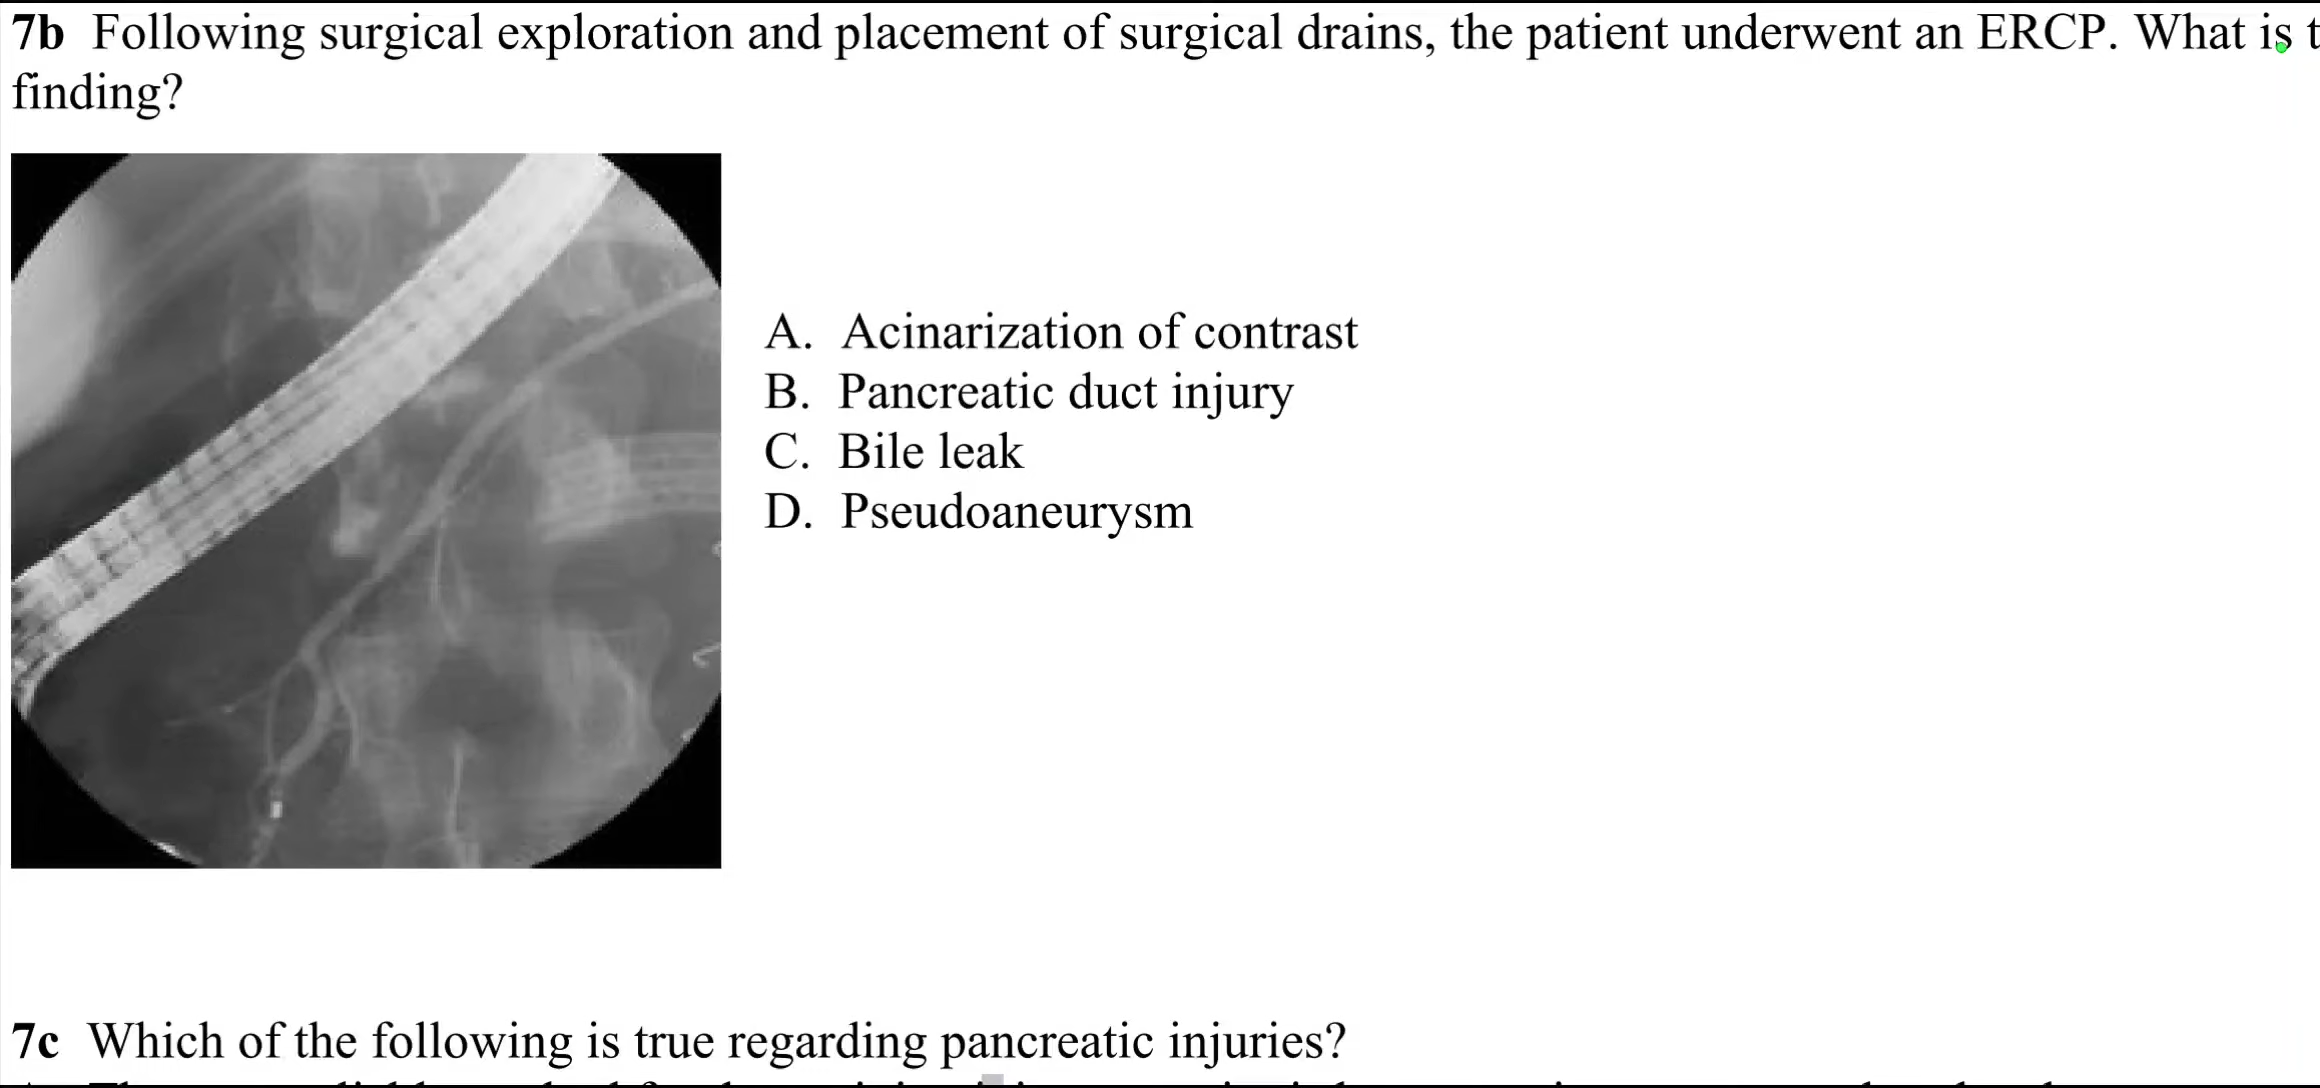 7b Following surgical exploration and placement of surgical drains, the patient underwent an ERCP. What is
finding?
A. Acinarization of contrast
B. Pancreatic duct injury
C. Bile leak
D. Pseudoaneurysm
7c Which of the following is true regarding pancreatic injuries?